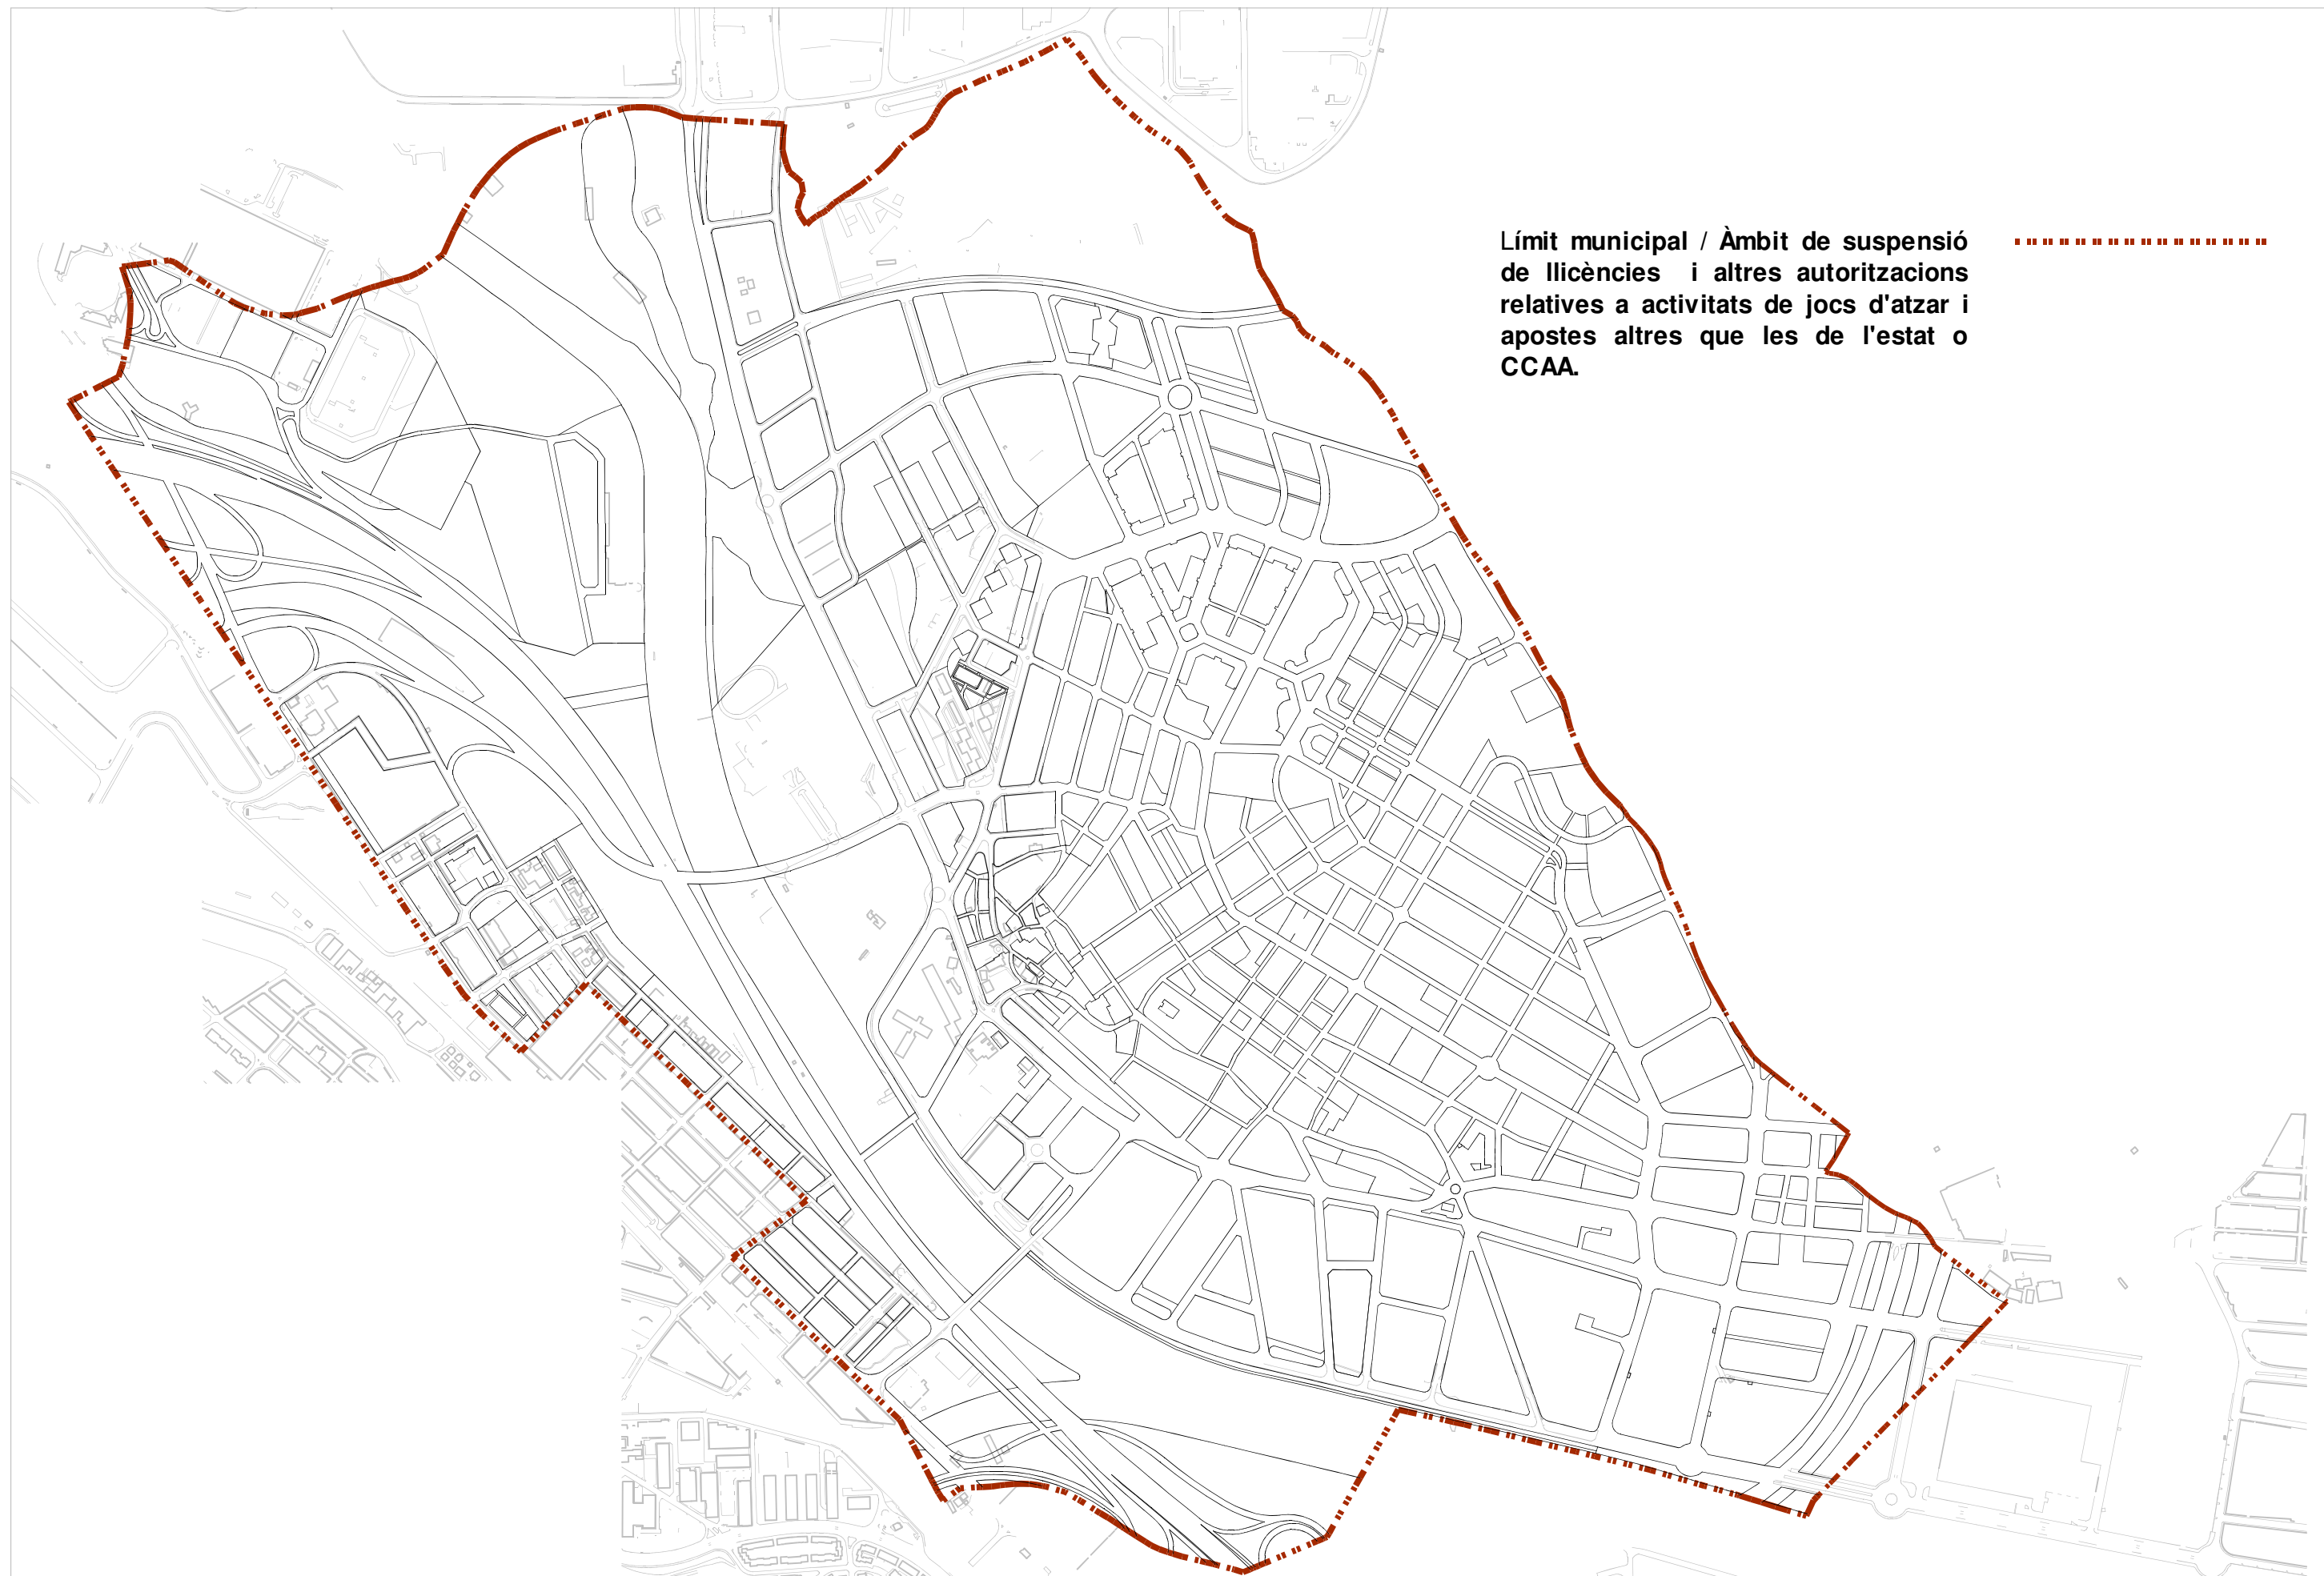 Límit municipal / Àmbit de suspensió
de llicències i altres autoritzacions
relatives a activitats de jocs d'atzar i
apostes altres que les de l'estat o
CCAA.